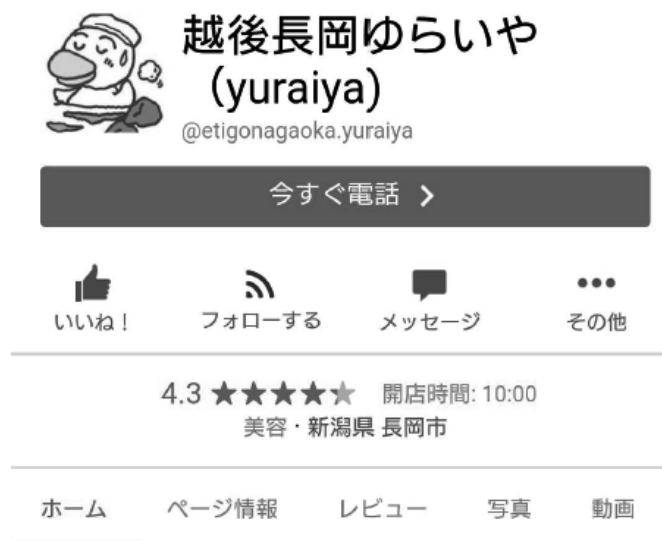 越後長岡ゆらいや
（yuraiya)
@etigonagaoka.yuraiya
今すぐ電話
いいね！ フォローする メッセージ その他
4.3 ★★★★★ 開店時間: 10:00
美容・新潟県 長岡市
ホーム ページ情報 レビュー 写真 動画